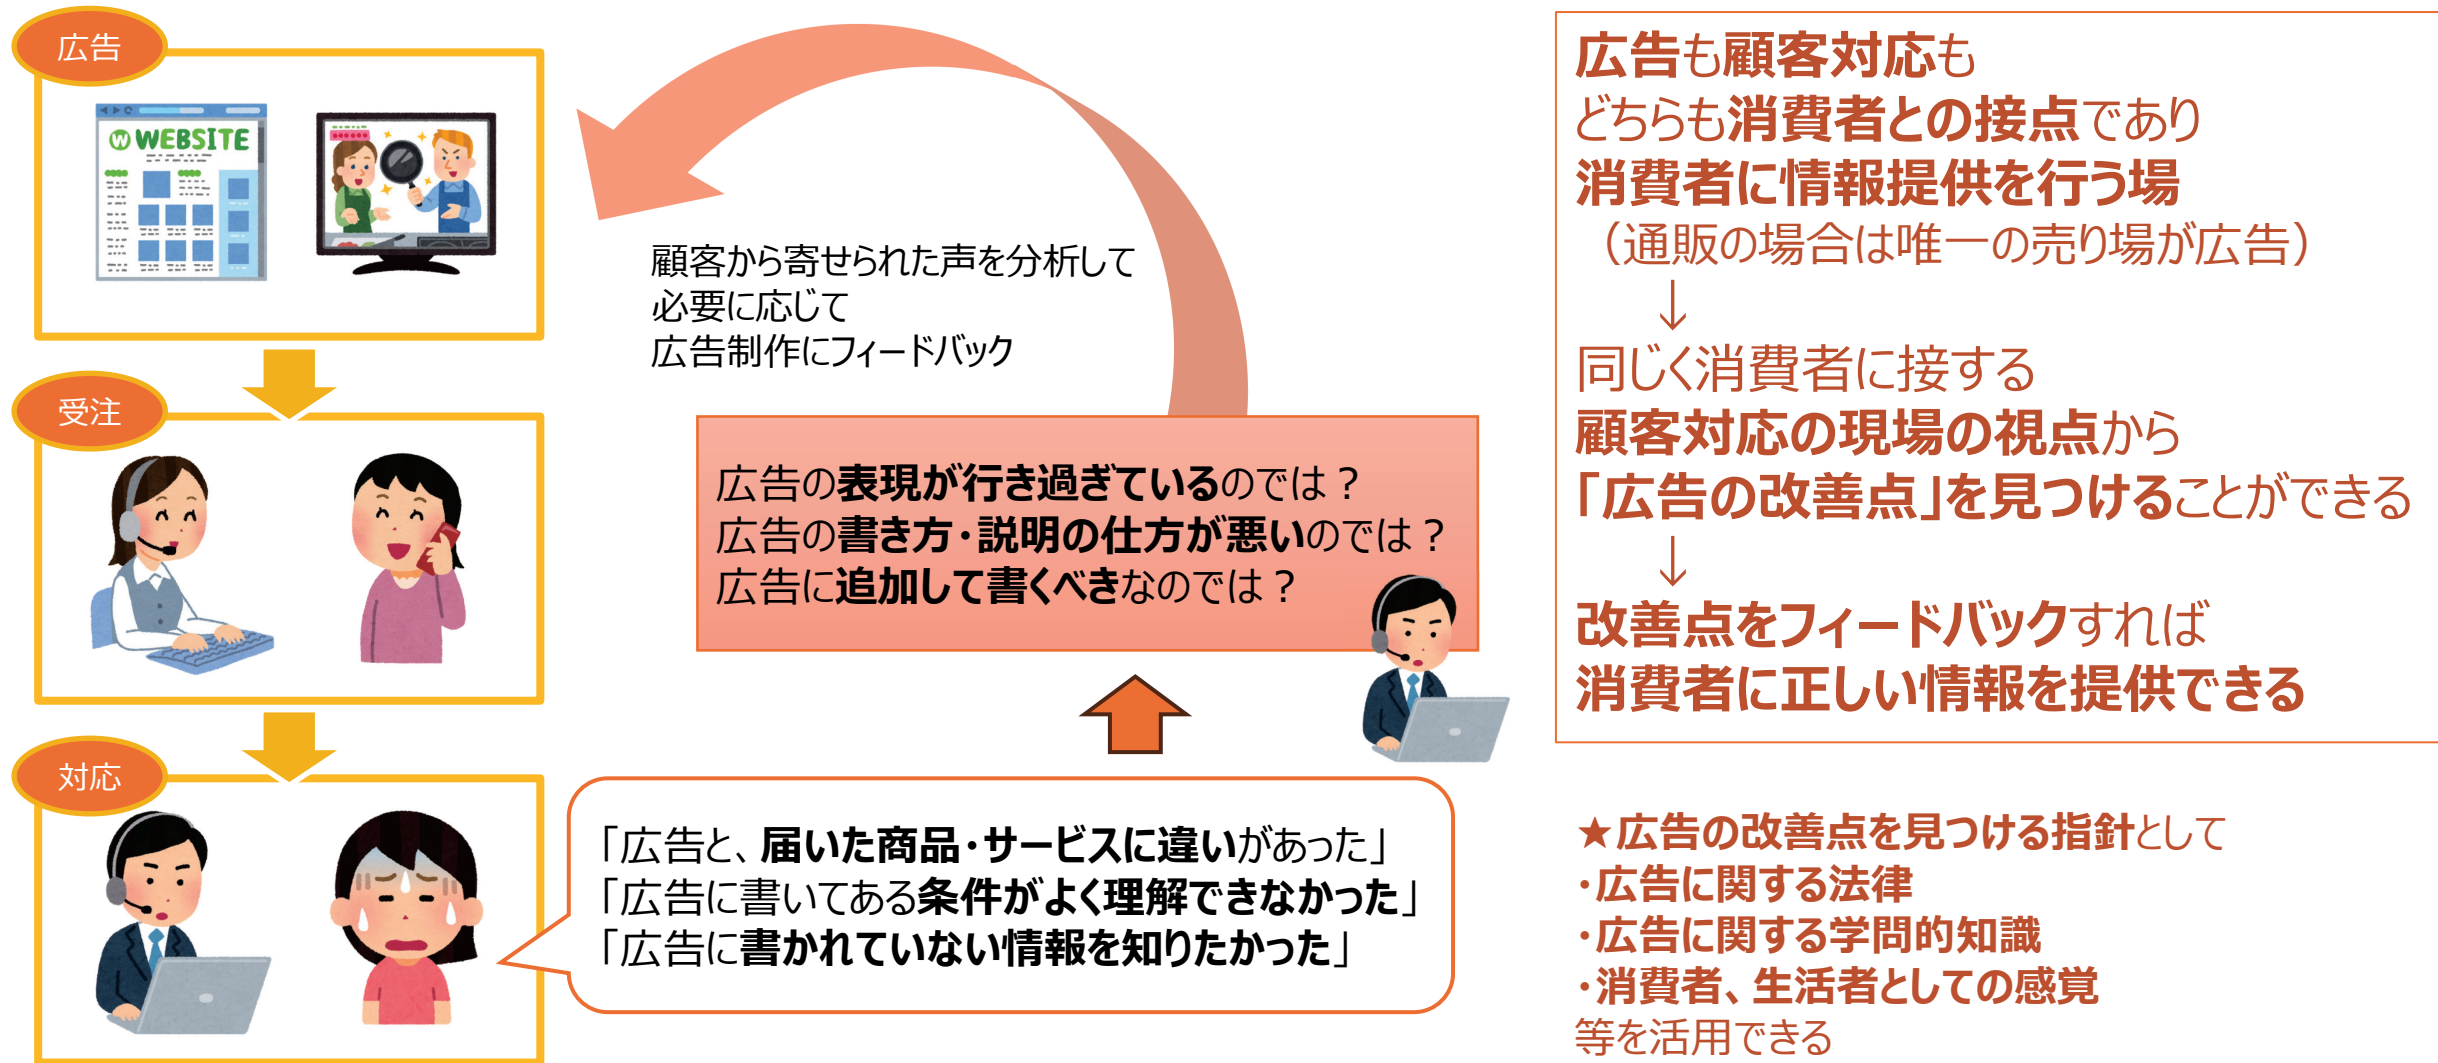 広告
WEBSITE
顧客から寄せられた声を分析して
必要に応じて
広告制作にフィードバック
受注
広告の表現が行き過ぎているのでは？
広告の書き方・説明の仕方が悪いのでは？
広告に追加して書くべきなのでは？
対応
「広告と、届いた商品・サービスに違いがあった」
「広告に書いてある条件がよく理解できなかった」
「広告に書かれていない情報を知りたかった」
広告も顧客対応も
どちらも消費者との接点であり
消費者に情報提供を行う場
（通販の場合は唯一の売り場が広告）
↓
同じく消費者に接する
顧客対応の現場の視点から
「広告の改善点」を見つけることができる
↓
改善点をフィードバックすれば
消費者に正しい情報を提供できる
★広告の改善点を見つける指針として
・広告に関する法律
・広告に関する学問的知識
・消費者、生活者としての感覚
等を活用できる